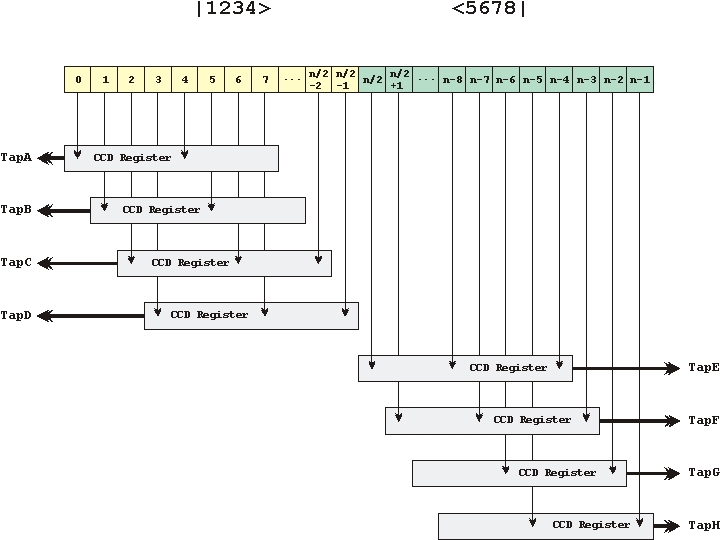 |1234> <5678|
0 1 2 3 4 5 6 7 ... n/2-2 n/2-1 n/2 n/2+1 ... n-8 n-7 n-6 n-5 n-4 n-3 n-2 n-1
TapA CCD Register
TapB CCD Register
TapC CCD Register
TapD CCD Register
CCD Register TapE
CCD Register TapF
CCD Register TapG
CCD Register TapH